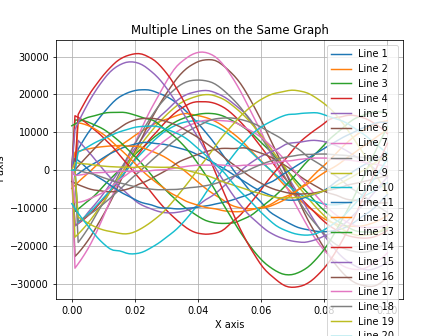 Multiple Lines on the Same Graph
30000
20000
10000
0
−10000
−20000
−30000
0.00
0.02
0.04
0.06
X axis
Line 1
Line 2
Line 3
Line 4
Line 5
Line 6
Line 7
Line 8
Line 9
Line 10
Line 11
Line 12
Line 13
Line 14
Line 15
Line 16
Line 17
Line 18
Line 19